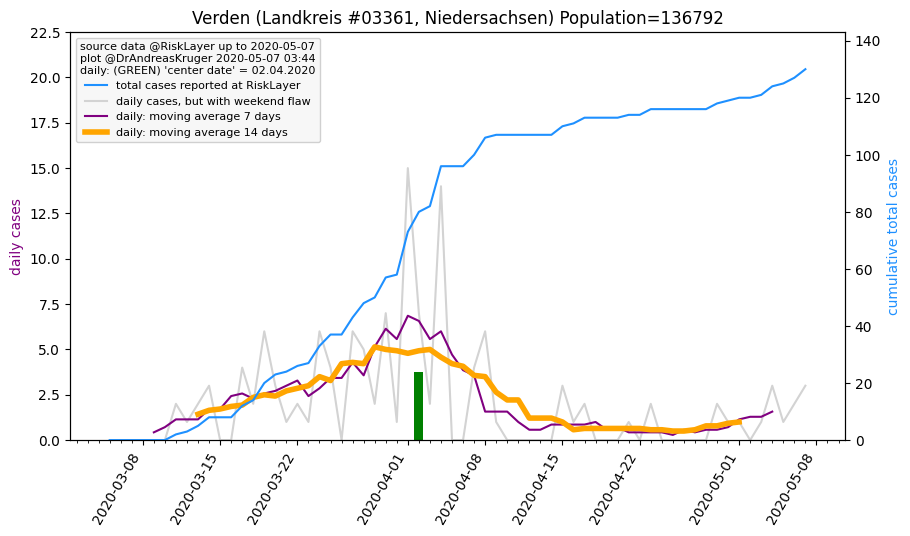 Verden (Landkreis #03361, Niedersachsen) Population=136792
source data @RiskLayer up to 2020-05-07
plot @DrAndreasKruger 2020-05-07 03:44
daily: (GREEN) 'center date' = 02.04.2020
total cases reported at RiskLayer
daily cases, but with weekend flaw
daily: moving average 7 days
daily: moving average 14 days
daily cases
22.5
20.0
17.5
15.0
12.5
10.0
7.5
5.0
2.5
0.0
cumulative total cases
140
120
100
80
60
40
20
0
2020-03-08
2020-03-15
2020-03-22
2020-04-01
2020-04-08
2020-04-15
2020-04-22
2020-05-01
2020-05-08